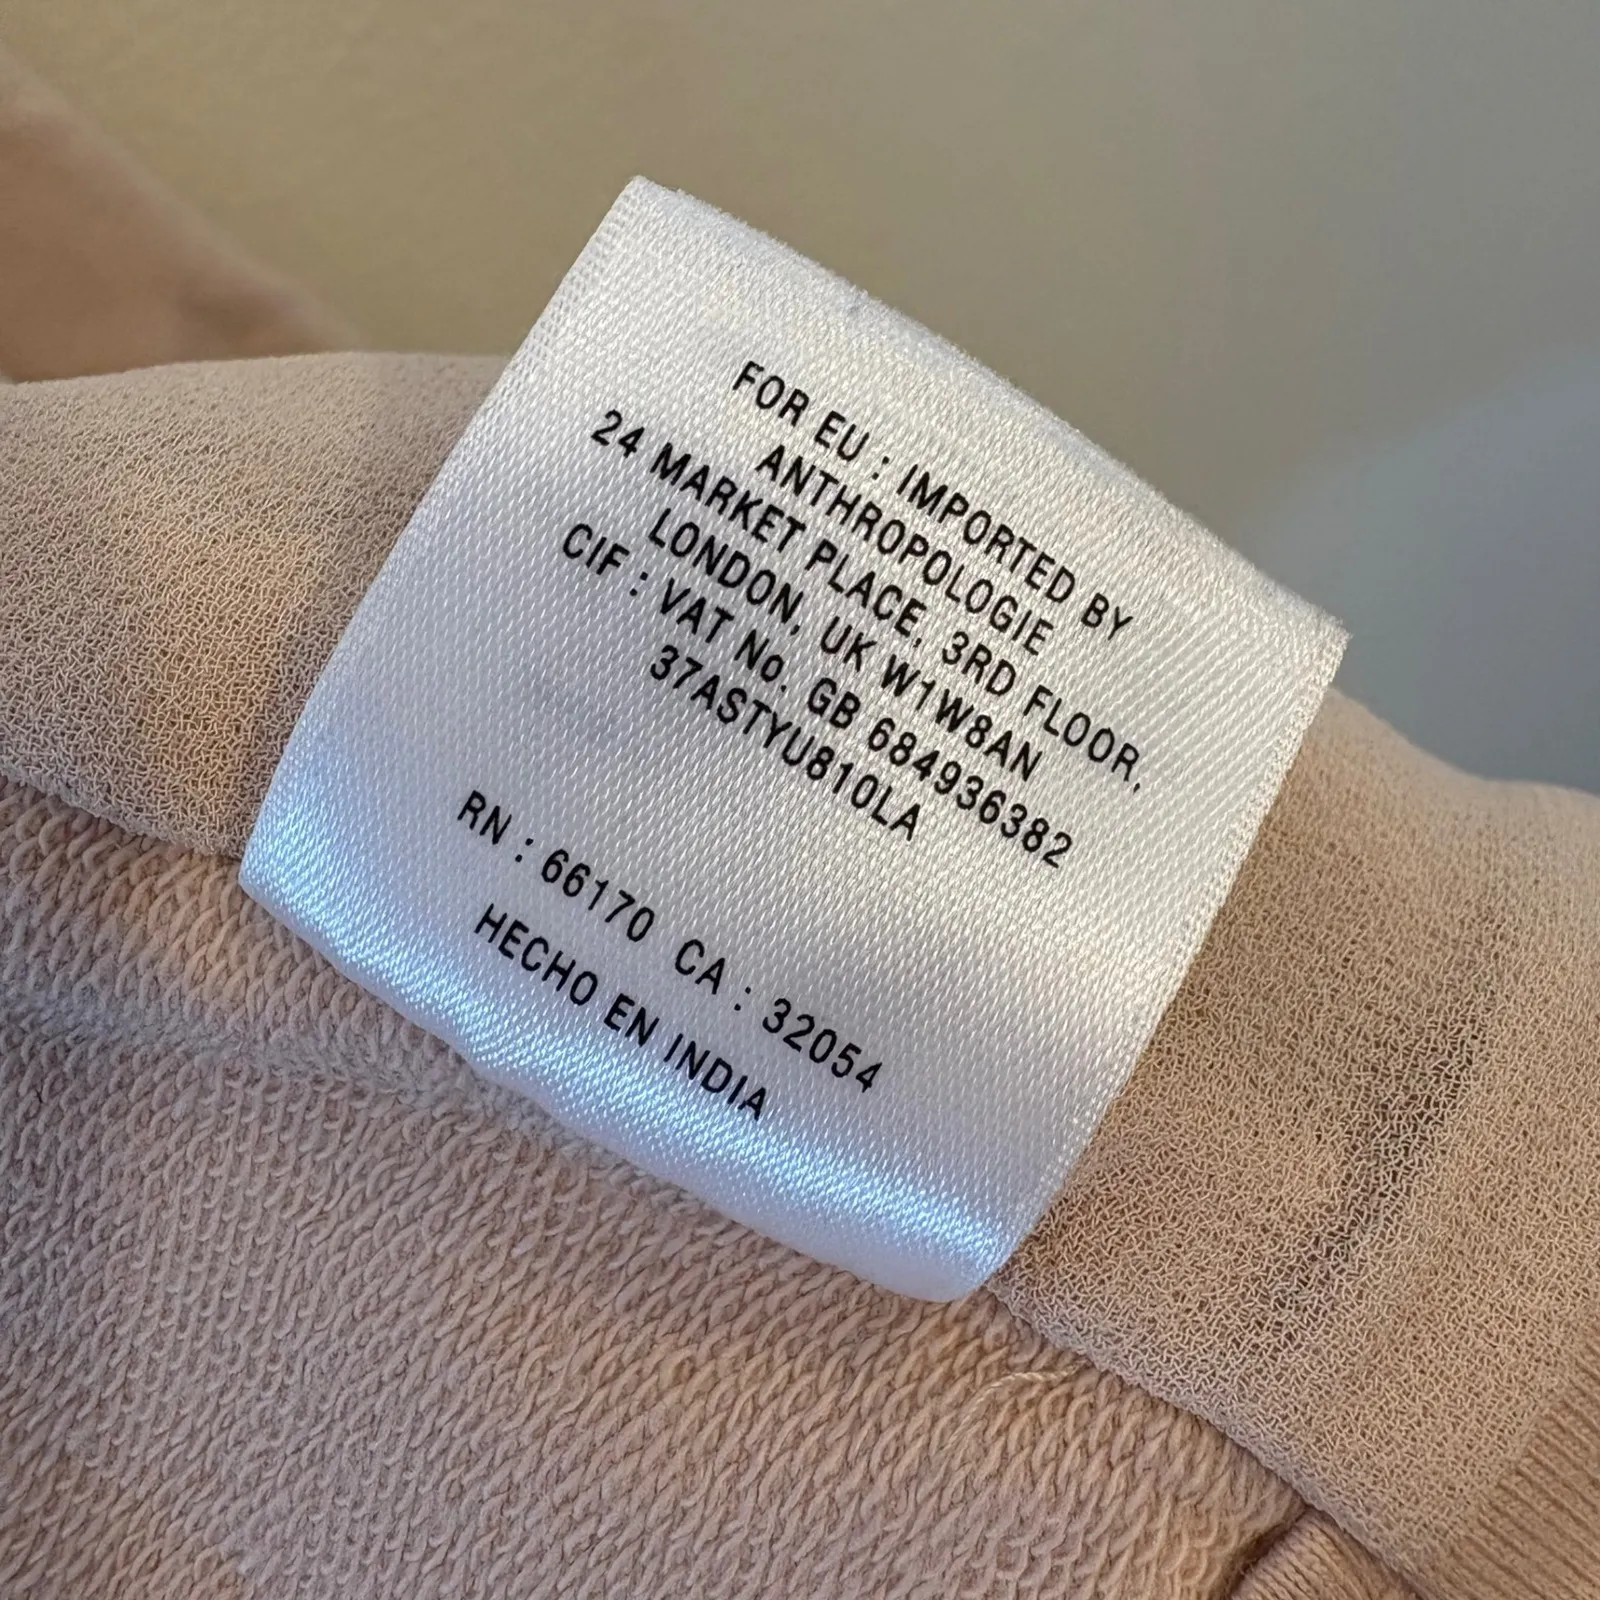 FOR EU : IMPORTED BY
ANTHROPOLOGIE
24 MARKET PLACE, 3RD FLOOR,
LONDON, UK W1W8AN
CIF : VAT No. GB 684936382
37ASTYU810LA
RN : 66170 CA : 32054
HECHO EN INDIA